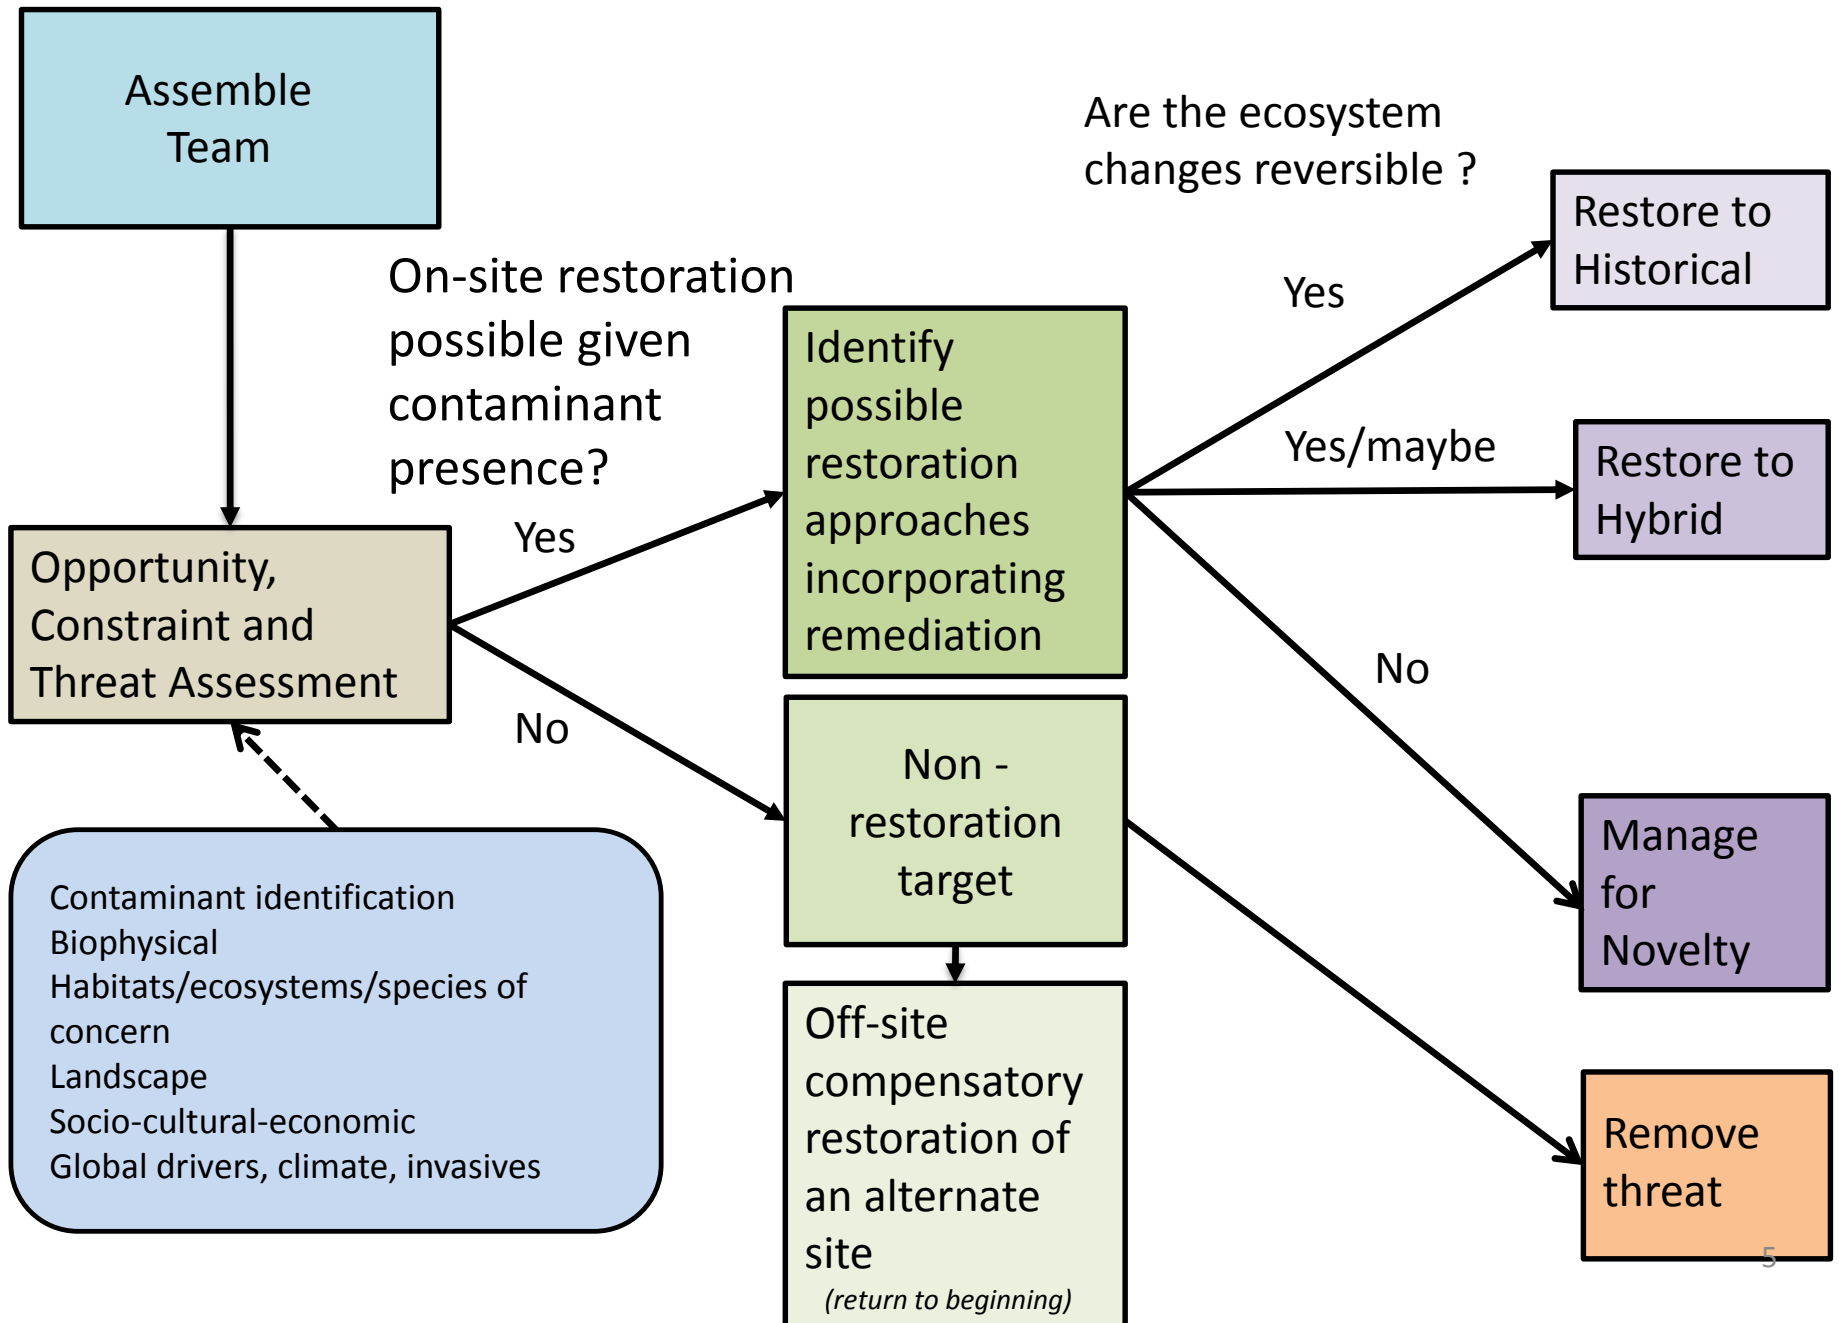 Assemble
Team
On-site restoration
possible given
contaminant
presence?
Are the ecosystem
changes reversible ?
Opportunity,
Constraint and
Threat Assessment
Yes
No
Contaminant identification
Biophysical
Habitats/ecosystems/species of
concern
Landscape
Socio-cultural-economic
Global drivers, climate, invasives
Identify
possible
restoration
approaches
incorporating
remediation
Non -
restoration
target
Off-site
compensatory
restoration of
an alternate
site
(return to beginning)
Yes
Yes/maybe
No
Restore to
Historical
Restore to
Hybrid
Manage
for
Novelty
Remove
threat
5